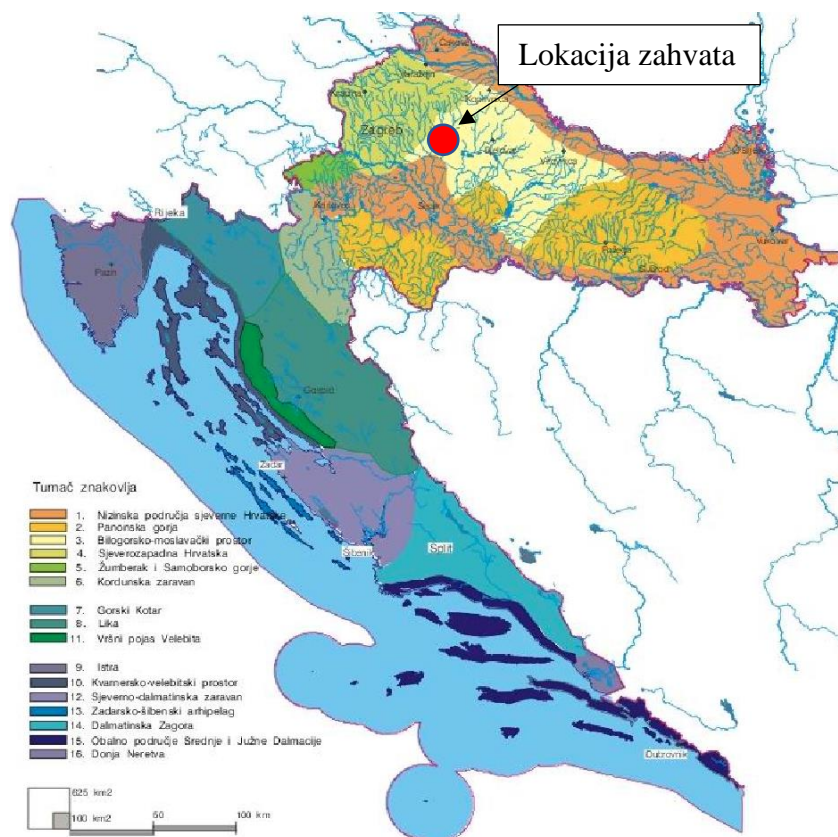 Lokacija zahvata
Zagreb
Rijeka
Pazin
Gospić
Zadar
Šibenik
Split
Dubrovnik
Vukovar
Tumač znakovlja
1. Nizinska područja sjeverne Hrvatske
2. Panonska gorja
3. Bilogorsko-moslavački prostor
4. Sjeverozapadna Hrvatska
5. Žumberak i Samoborsko gorje
6. Kordunska zaravan
7. Gorski Kotar
8. Lika
11. Vršni pojas Velebita
9. Istra
10. Kvarnersko-velebitski prostor
12. Sjeverno-dalmatinska zaravan
13. Zadarsko-šibenski arhipelag
14. Dalmatinska Zagora
15. Obalno područje Srednje i Južne Dalmacije
16. Donja Neretva
625 km2
100 km2
50
100 km